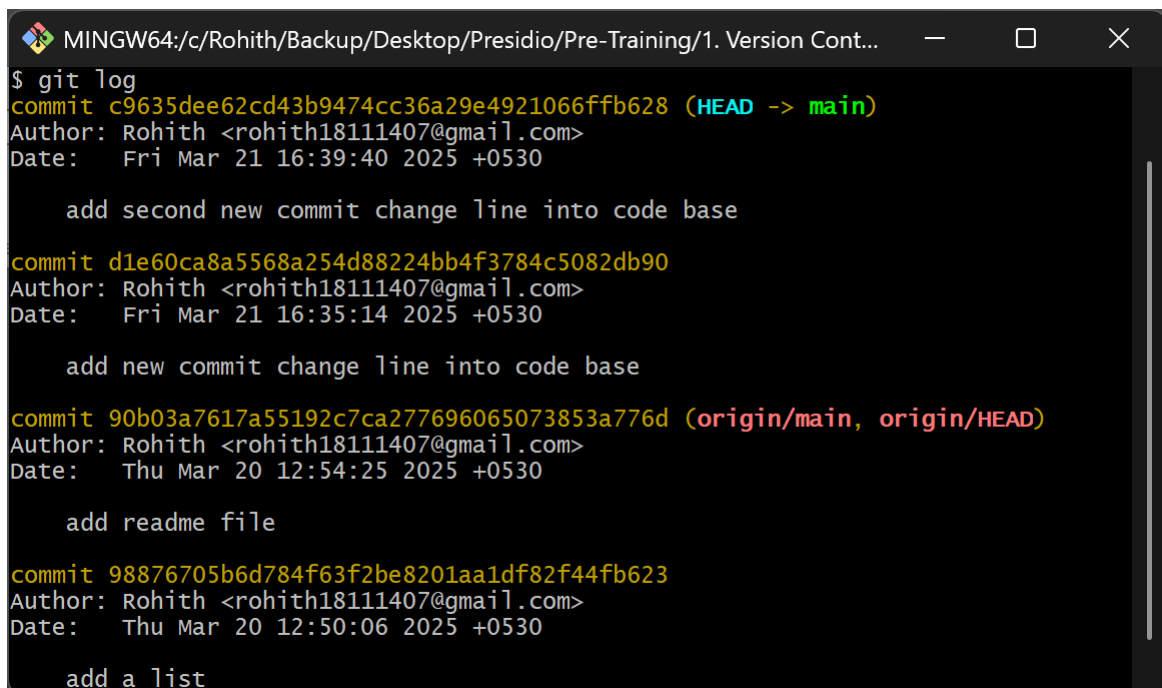 MINGW64:/c/Rohith/Backup/Desktop/Presidio/Pre-Training/1. Version Cont...
$ git log
commit c9635dee62cd43b9474cc36a29e4921066ffb628 (HEAD -> main)
Author: Rohith <rohith18111407@gmail.com>
Date:   Fri Mar 21 16:39:40 2025 +0530
    add second new commit change line into code base
commit d1e60ca8a5568a254d88224bb4f3784c5082db90
Author: Rohith <rohith18111407@gmail.com>
Date:   Fri Mar 21 16:35:14 2025 +0530
    add new commit change line into code base
commit 90b03a7617a55192c7ca277696065073853a776d (origin/main, origin/HEAD)
Author: Rohith <rohith18111407@gmail.com>
Date:   Thu Mar 20 12:54:25 2025 +0530
    add readme file
commit 98876705b6d784f63f2be8201aa1df82f44fb623
Author: Rohith <rohith18111407@gmail.com>
Date:   Thu Mar 20 12:50:06 2025 +0530
    add a list